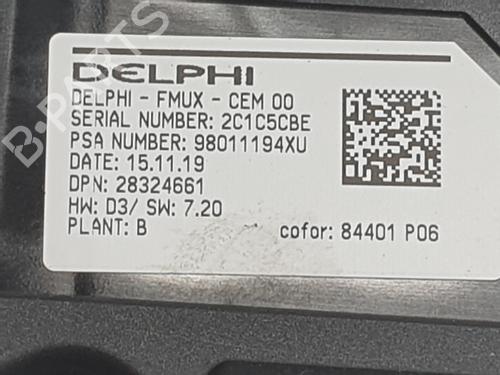 DELPHI
DELPHI - FMUX - CEM 00
SERIAL NUMBER: 2C1C5CBE
PSA NUMBER: 98011194XU
DATE: 15.11.19
DPN: 28324661
HW: D3/ SW: 7.20
PLANT: B
cofor: 84401 P06
B-PARTS